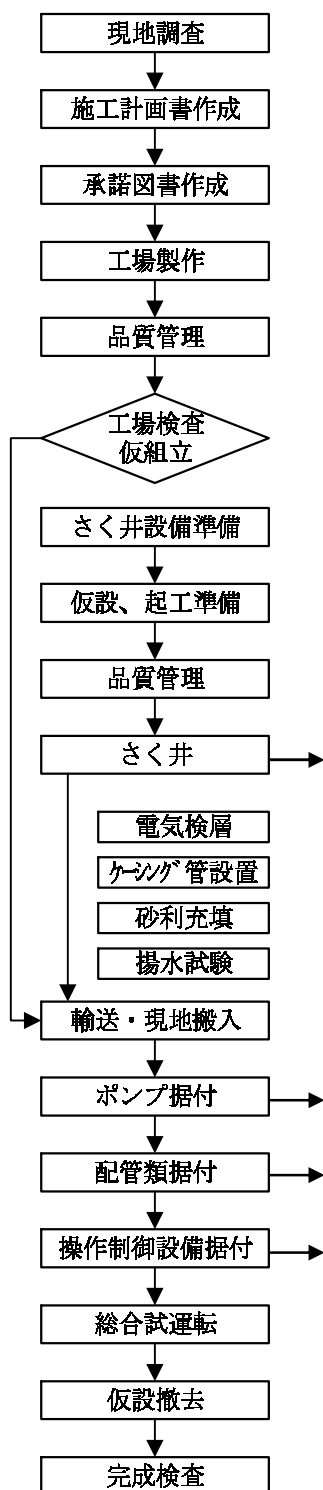 現地調査
施工計画書作成
承諾図書作成
工場製作
品質管理
工場検査
仮組立
さく井設備準備
仮設、起工準備
品質管理
さく井
電気検層
ｹｰｼﾝｸﾞ管設置
砂利充填
揚水試験
輸送・現地搬入
ポンプ据付
配管類据付
操作制御設備据付
総合試運転
仮設撤去
完成検査